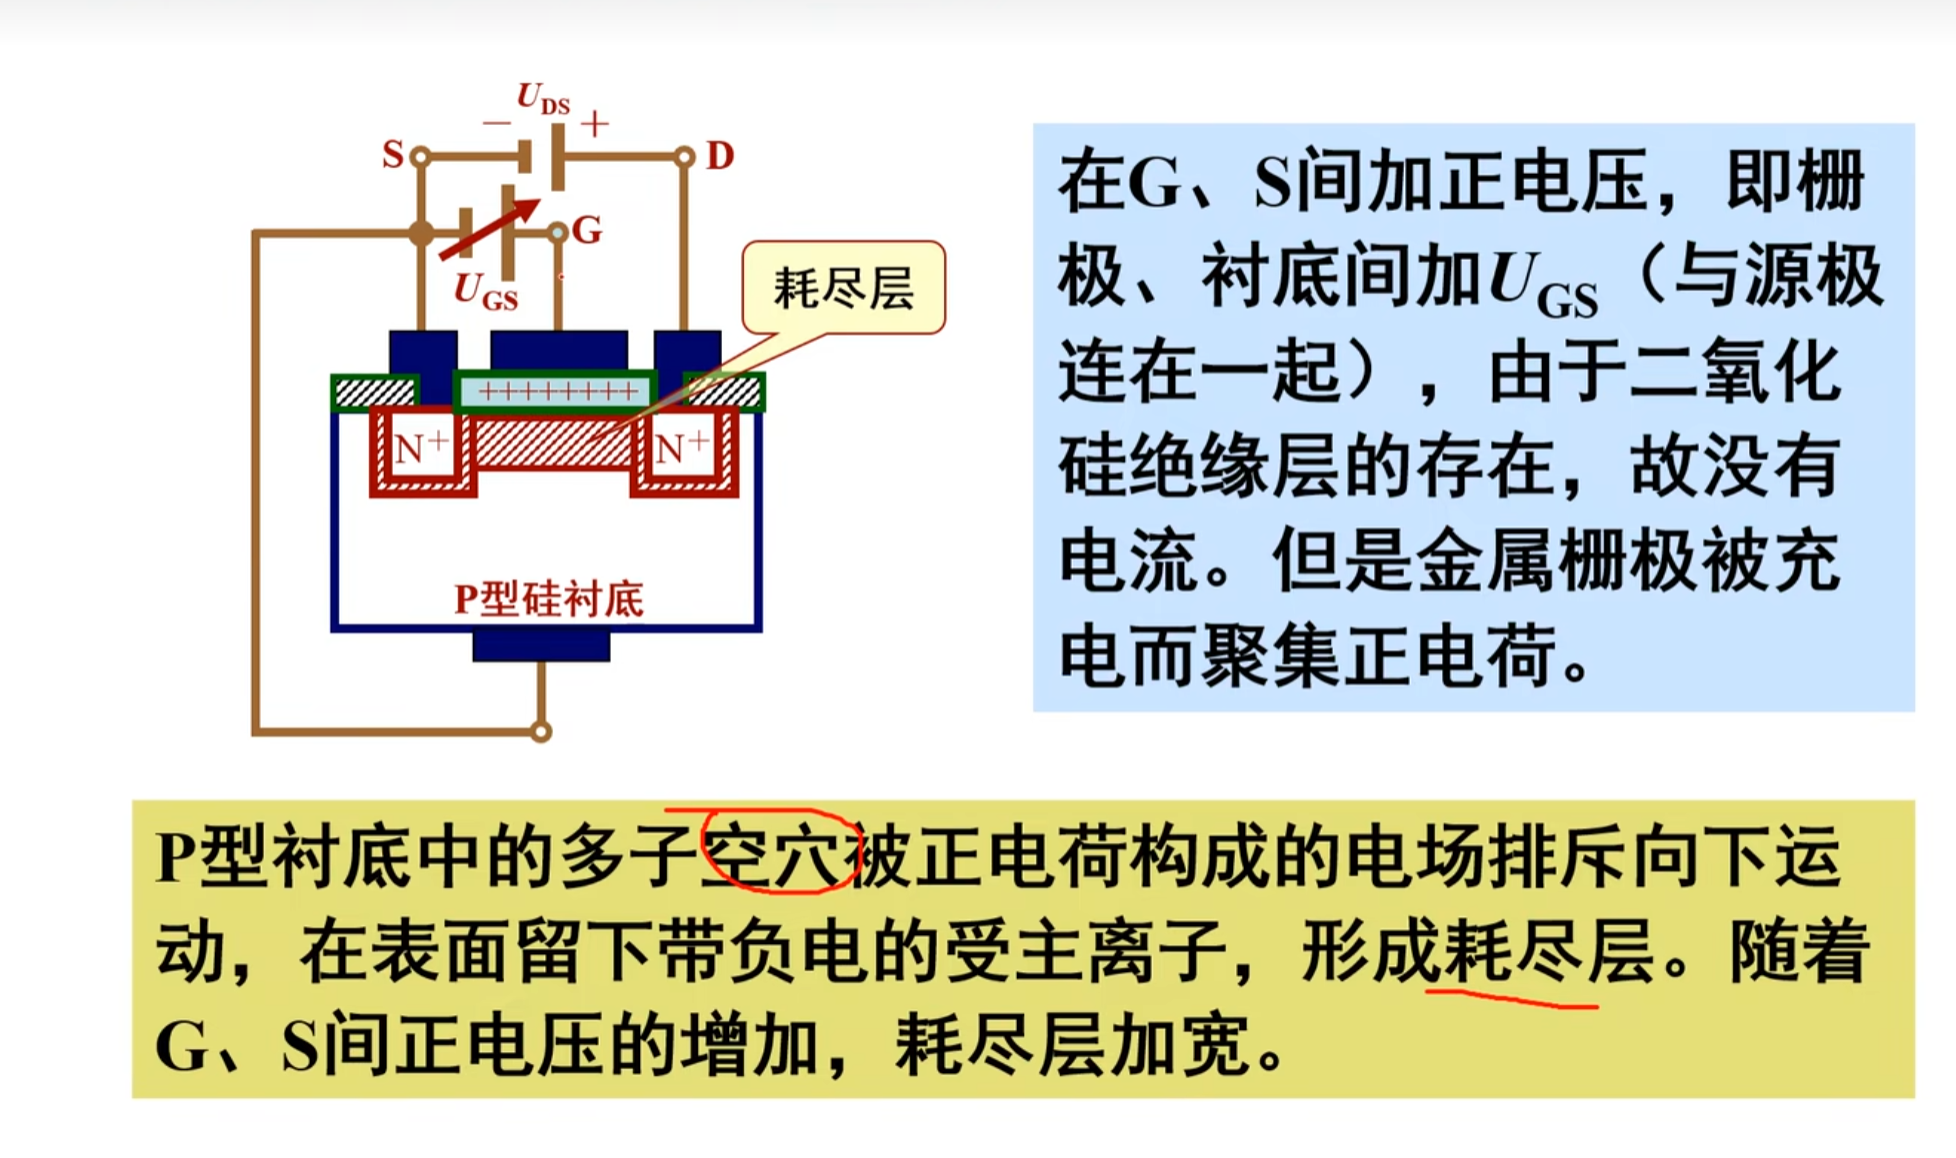 UDS
− +
S
D
G
UGS
耗尽层
++++++++
N+
N+
P型硅衬底
在G、S间加正电压，即栅
极、衬底间加UGS（与源极
连在一起），由于二氧化
硅绝缘层的存在，故没有
电流。但是金属栅极被充
电而聚集正电荷。
P型衬底中的多子空穴被正电荷构成的电场排斥向下运
动，在表面留下带负电的受主离子，形成耗尽层。随着
G、S间正电压的增加，耗尽层加宽。